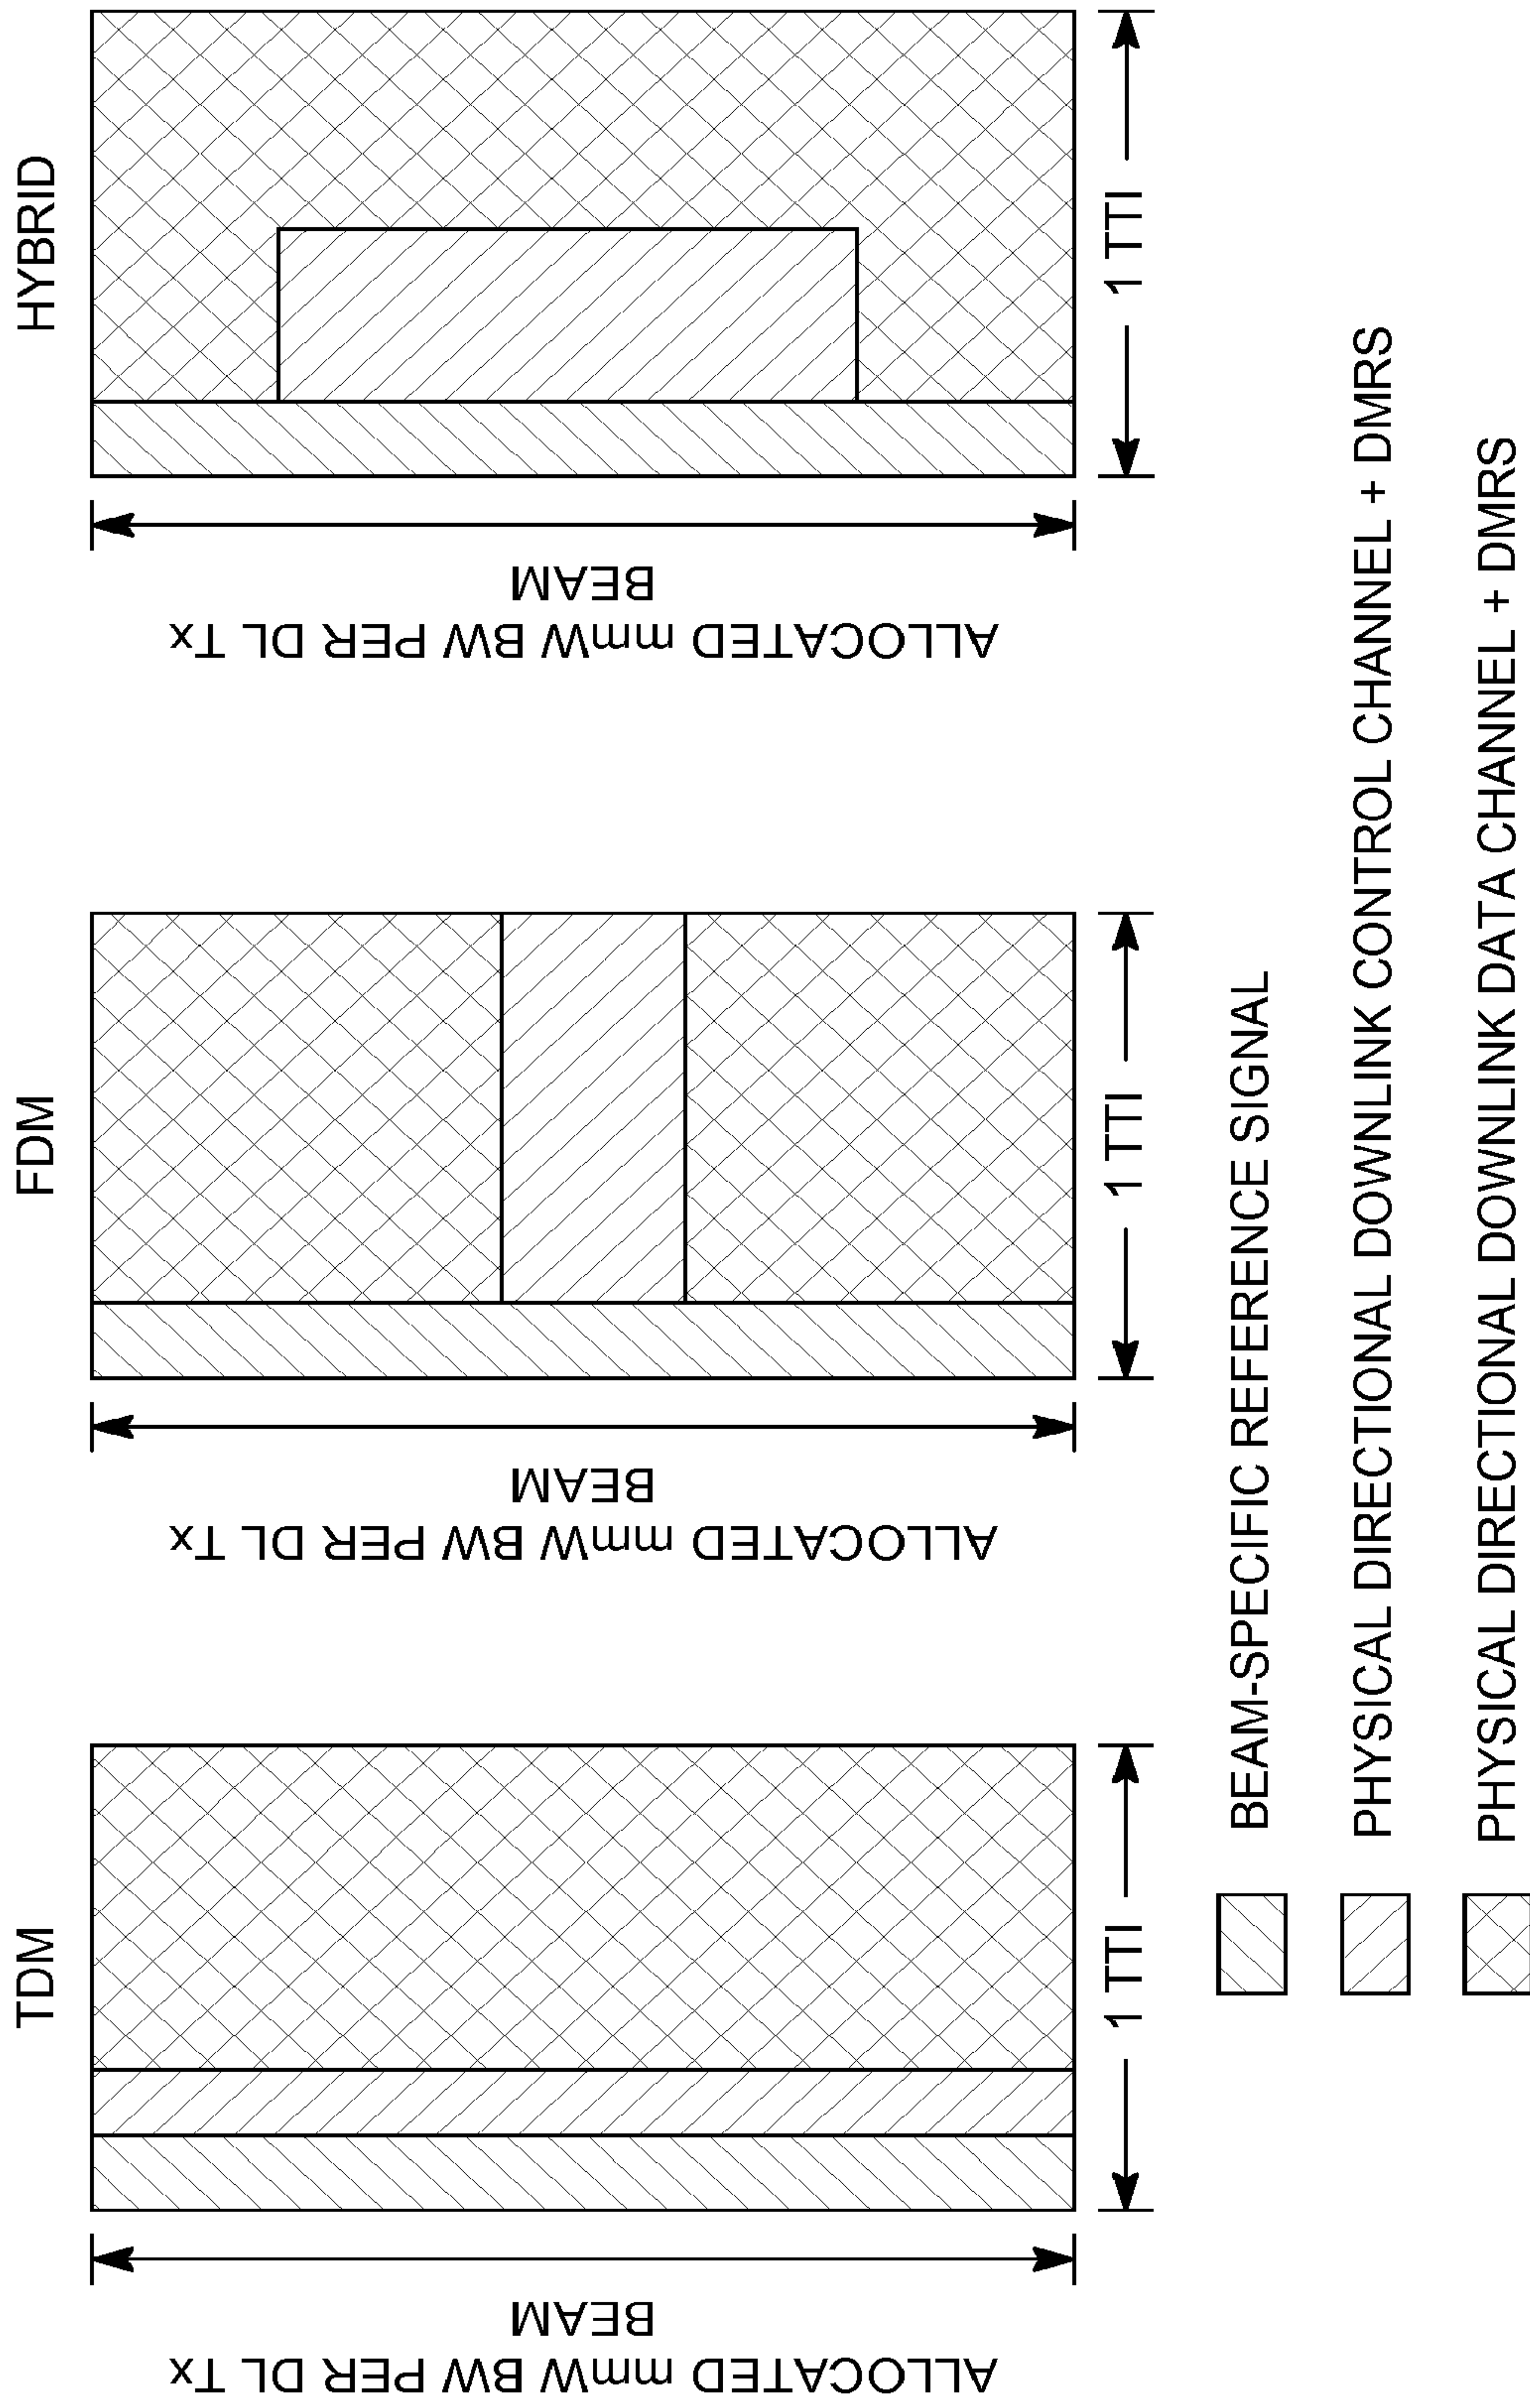 TDM
FDM
HYBRID
ALLOCATED mmW BW PER DL Tx
BEAM
ALLOCATED mmW BW PER DL Tx
BEAM
ALLOCATED mmW BW PER DL Tx
BEAM
1 TTI
1 TTI
1 TTI
BEAM-SPECIFIC REFERENCE SIGNAL
PHYSICAL DIRECTIONAL DOWNLINK CONTROL CHANNEL + DMRS
PHYSICAL DIRECTIONAL DOWNLINK DATA CHANNEL + DMRS